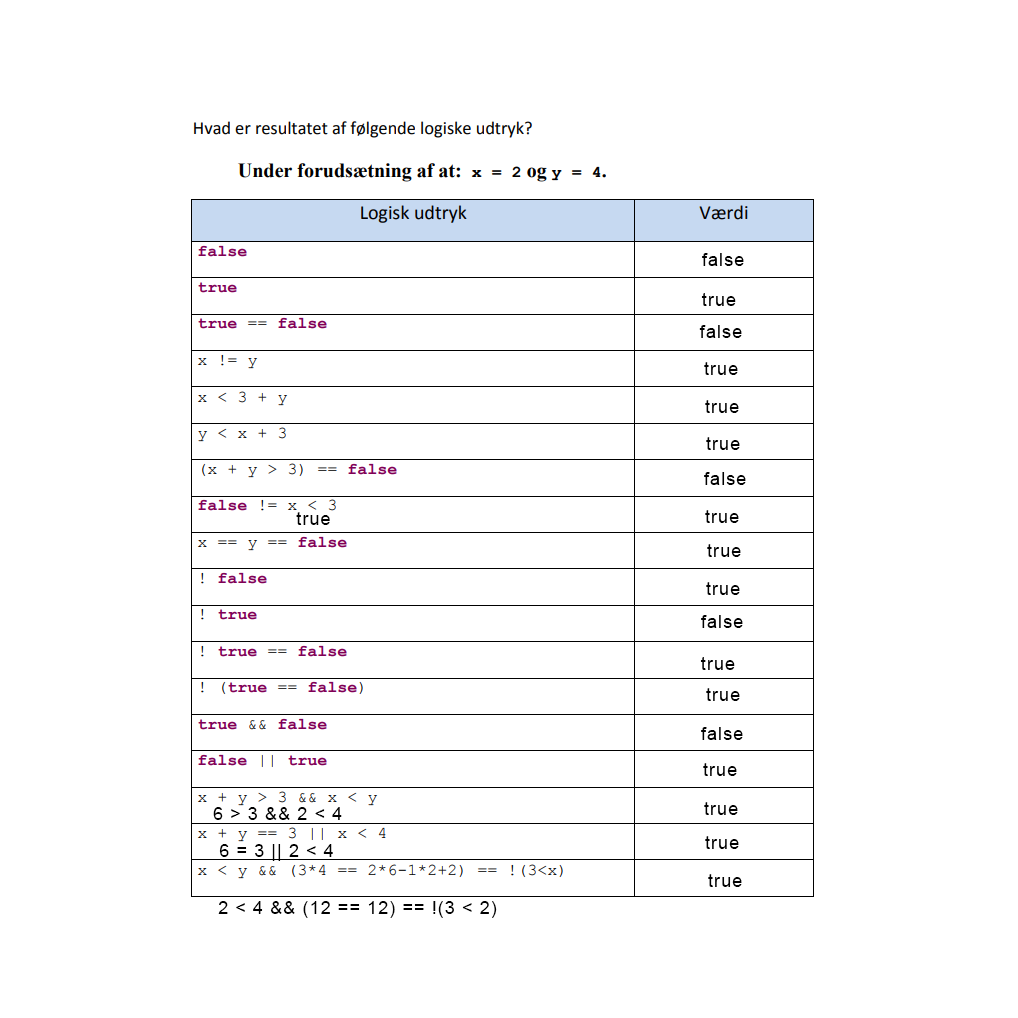 Hvad er resultatet af følgende logiske udtryk?
Under forudsætning af at: x = 2 og y = 4.
Logisk udtryk Værdi
false false
true true
true == false false
x != y true
x < 3 + y true
y < x + 3 true
(x + y > 3) == false false
false != x < 3 true
true
x == y == false true
! false true
! true false
! true == false true
! (true == false) true
true && false false
false || true true
x + y > 3 && x < y true
6 > 3 && 2 < 4
x + y == 3 || x < 4 true
6 = 3 || 2 < 4
x < y && (3*4 == 2*6-1*2+2) == !(3<x) true
2 < 4 && (12 == 12) == !(3 < 2)